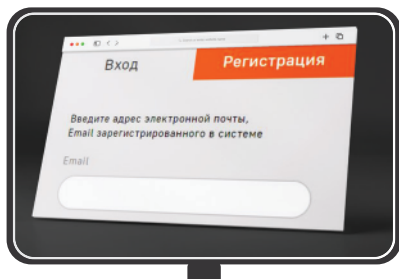 Вход
Регистрация
Введите адрес электронной почты,
Email зарегистрированного в системе
Email